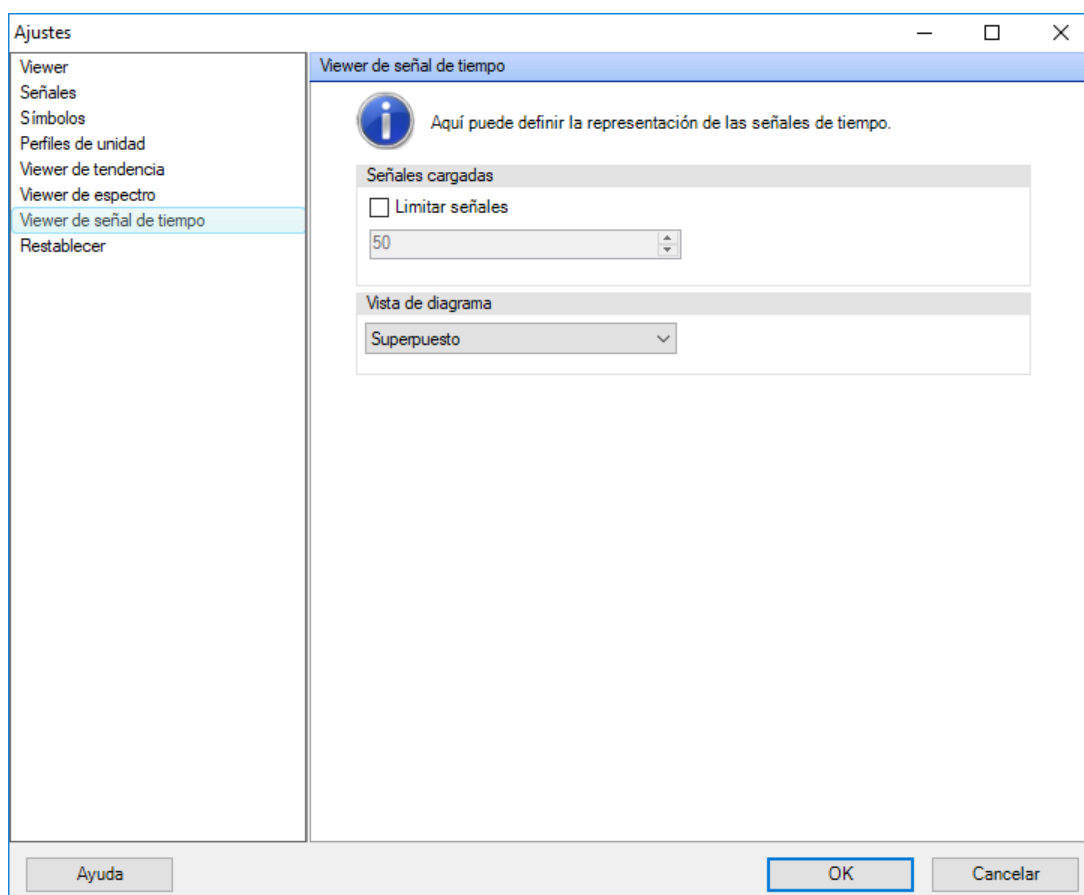 Ajustes
Viewer
Señales
Símbolos
Perfiles de unidad
Viewer de tendencia
Viewer de espectro
Viewer de señal de tiempo
Restablecer
Viewer de señal de tiempo
Aquí puede definir la representación de las señales de tiempo.
Señales cargadas
Limitar señales
50
Vista de diagrama
Superpuesto
Ayuda
OK
Cancelar